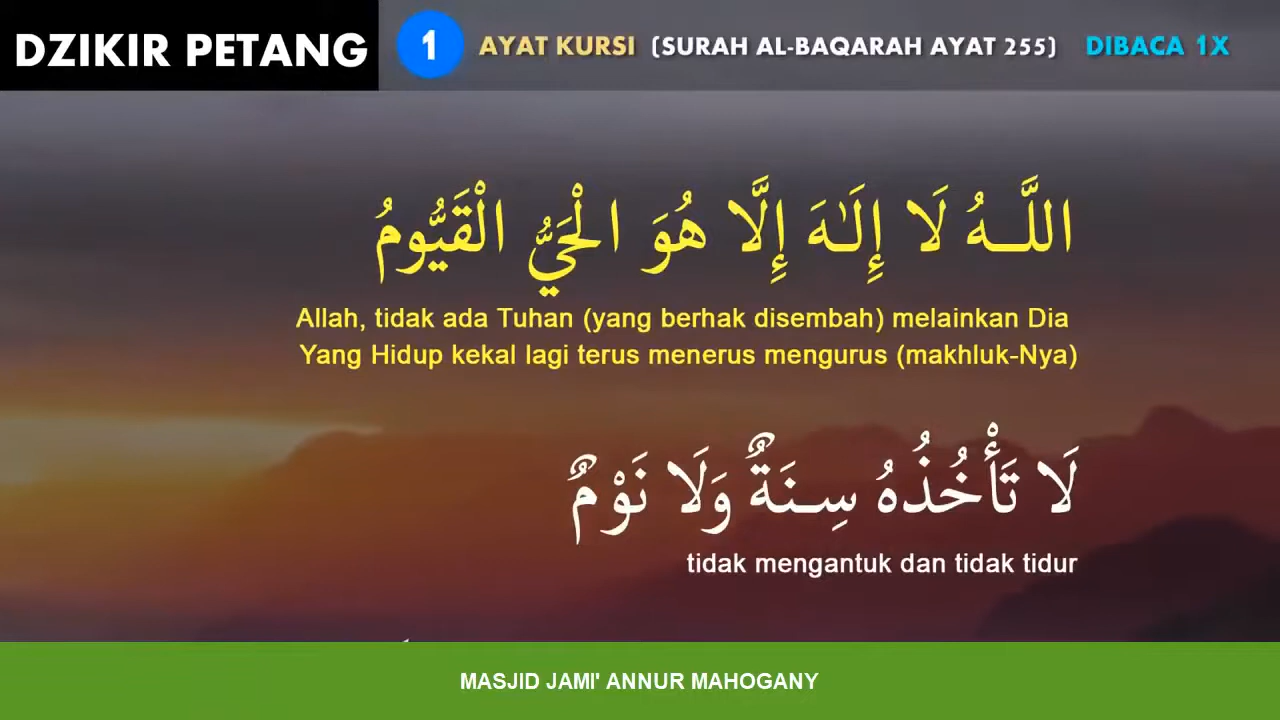 DZIKIR PETANG
1 AYAT KURSI (SURAH AL-BAQARAH AYAT 255) DIBACA 1X
اللَّـهُ لَا إِلَـٰهَ إِلَّا هُوَ الْحَيُّ الْقَيُّومُ
Allah, tidak ada Tuhan (yang berhak disembah) melainkan Dia
Yang Hidup kekal lagi terus menerus mengurus (makhluk-Nya)
لَا تَأْخُذُهُ سِنَةٌ وَلَا نَوْمٌ
tidak mengantuk dan tidak tidur
MASJID JAMI' ANNUR MAHOGANY